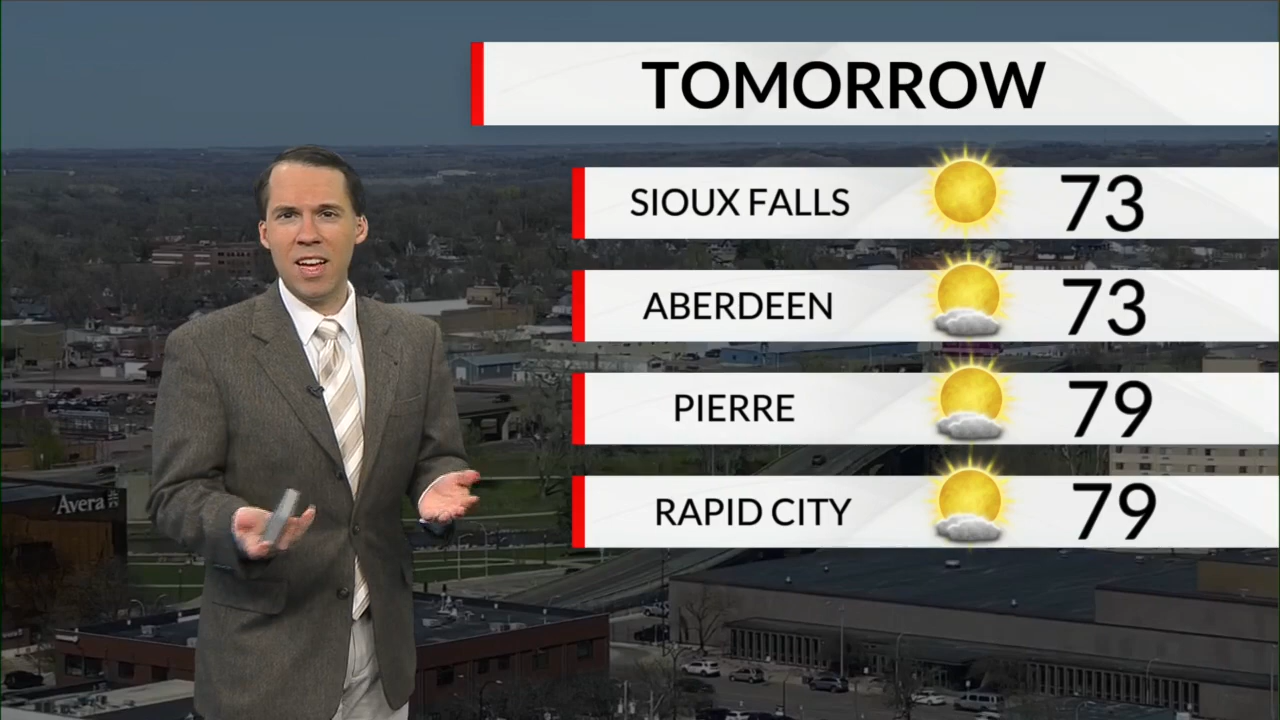 TOMORROW
SIOUX FALLS 73
ABERDEEN 73
PIERRE 79
RAPID CITY 79
Avera